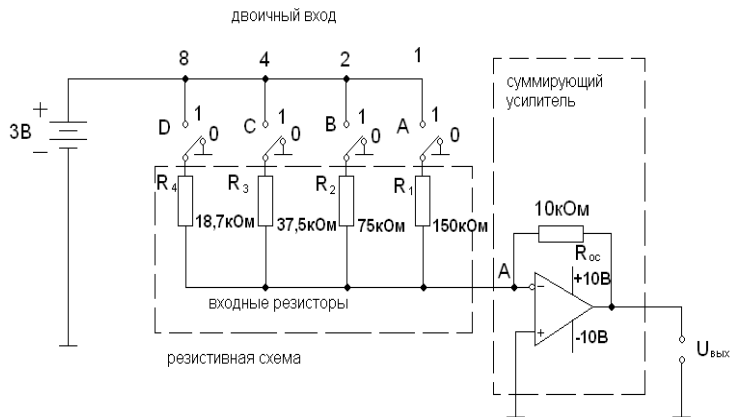 двоичный вход
8 4 2 1
суммирующий
усилитель
+
3В
−
D 1 0 C 1 0 B 1 0 A 1 0
R4 R3 R2 R1
18,7кОм 37,5кОм 75кОм 150кОм
10кОм
Rос
A
− +10В
входные резисторы
+ -10В
резистивная схема
Uвых